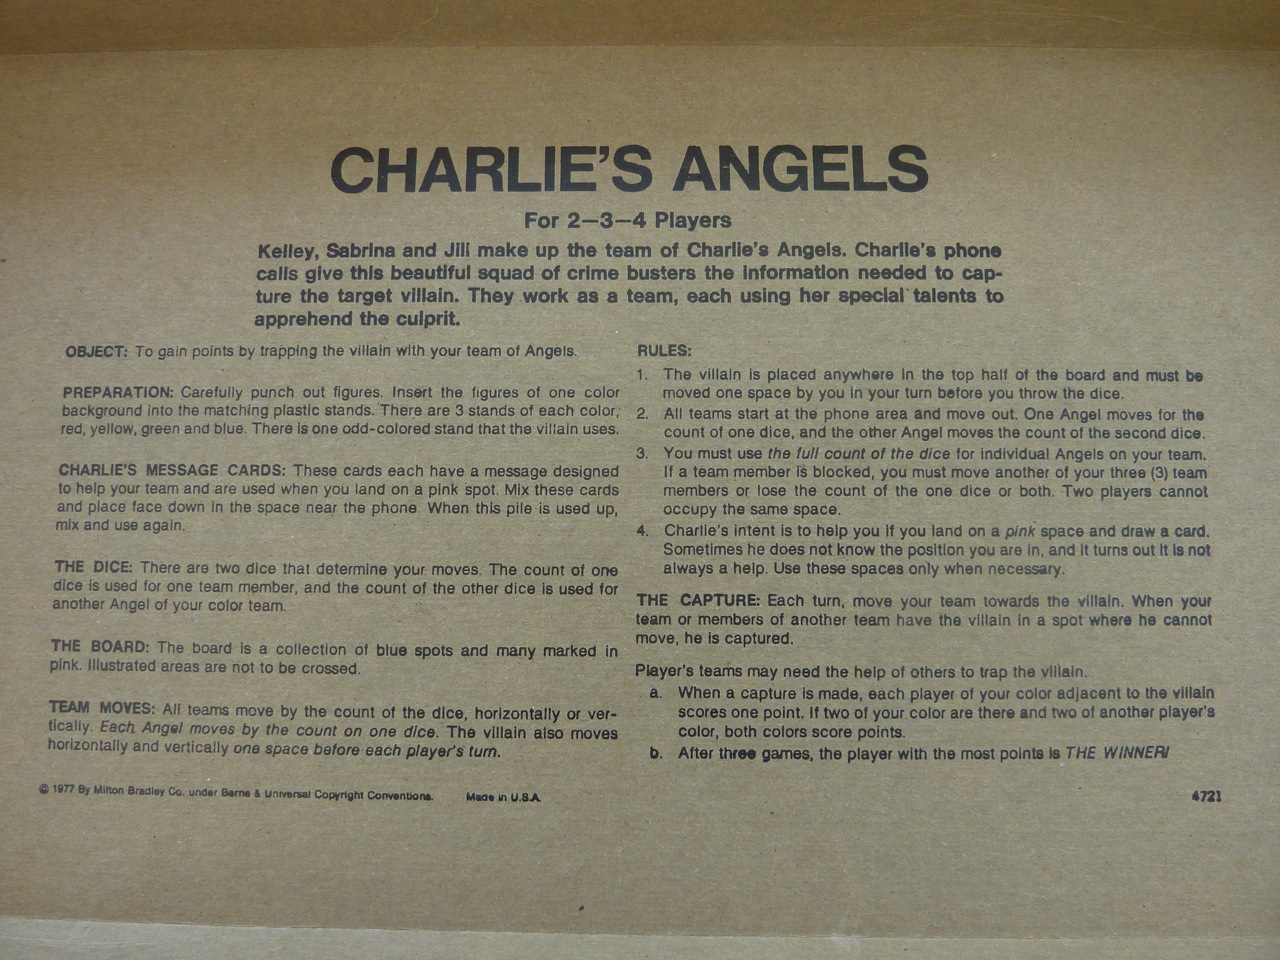 CHARLIE'S ANGELS
For 2—3—4 Players
Kelley, Sabrina and Jill make up the team of Charlie's Angels. Charlie's phone
calls give this beautiful squad of crime busters the information needed to cap-
ture the target villain. They work as a team, each using her special talents to
apprehend the culprit.
OBJECT: To gain points by trapping the villain with your team of Angels.
PREPARATION: Carefully punch out figures. Insert the figures of one color
background into the matching plastic stands. There are 3 stands of each color,
red, yellow, green and blue. There is one odd-colored stand that the villain uses.
CHARLIE'S MESSAGE CARDS: These cards each have a message designed
to help your team and are used when you land on a pink spot. Mix these cards
and place face down in the space near the phone. When this pile is used up,
mix and use again.
THE DICE: There are two dice that determine your moves. The count of one
dice is used for one team member, and the count of the other dice is used for
another Angel of your color team.
THE BOARD: The board is a collection of blue spots and many marked in
pink. Illustrated areas are not to be crossed.
TEAM MOVES: All teams move by the count of the dice, horizontally or ver-
tically. Each Angel moves by the count on one dice. The villain also moves
horizontally and vertically one space before each player's turn.
RULES:
1. The villain is placed anywhere in the top half of the board and must be
moved one space by you in your turn before you throw the dice.
2. All teams start at the phone area and move out. One Angel moves for the
count of one dice, and the other Angel moves the count of the second dice.
3. You must use the full count of the dice for individual Angels on your team.
If a team member is blocked, you must move another of your three (3) team
members or lose the count of the one dice or both. Two players cannot
occupy the same space.
4. Charlie's intent is to help you if you land on a pink space and draw a card.
Sometimes he does not know the position you are in, and it turns out it is not
always a help. Use these spaces only when necessary.
THE CAPTURE: Each turn, move your team towards the villain. When your
team or members of another team have the villain in a spot where he cannot
move, he is captured.
Player's teams may need the help of others to trap the villain.
a. When a capture is made, each player of your color adjacent to the villain
scores one point. If two of your color are there and two of another player's
color, both colors score points.
b. After three games, the player with the most points is THE WINNER!
© 1977 By Milton Bradley Co. under Berne & Universal Copyright Conventions. Made in U.S.A.
4721